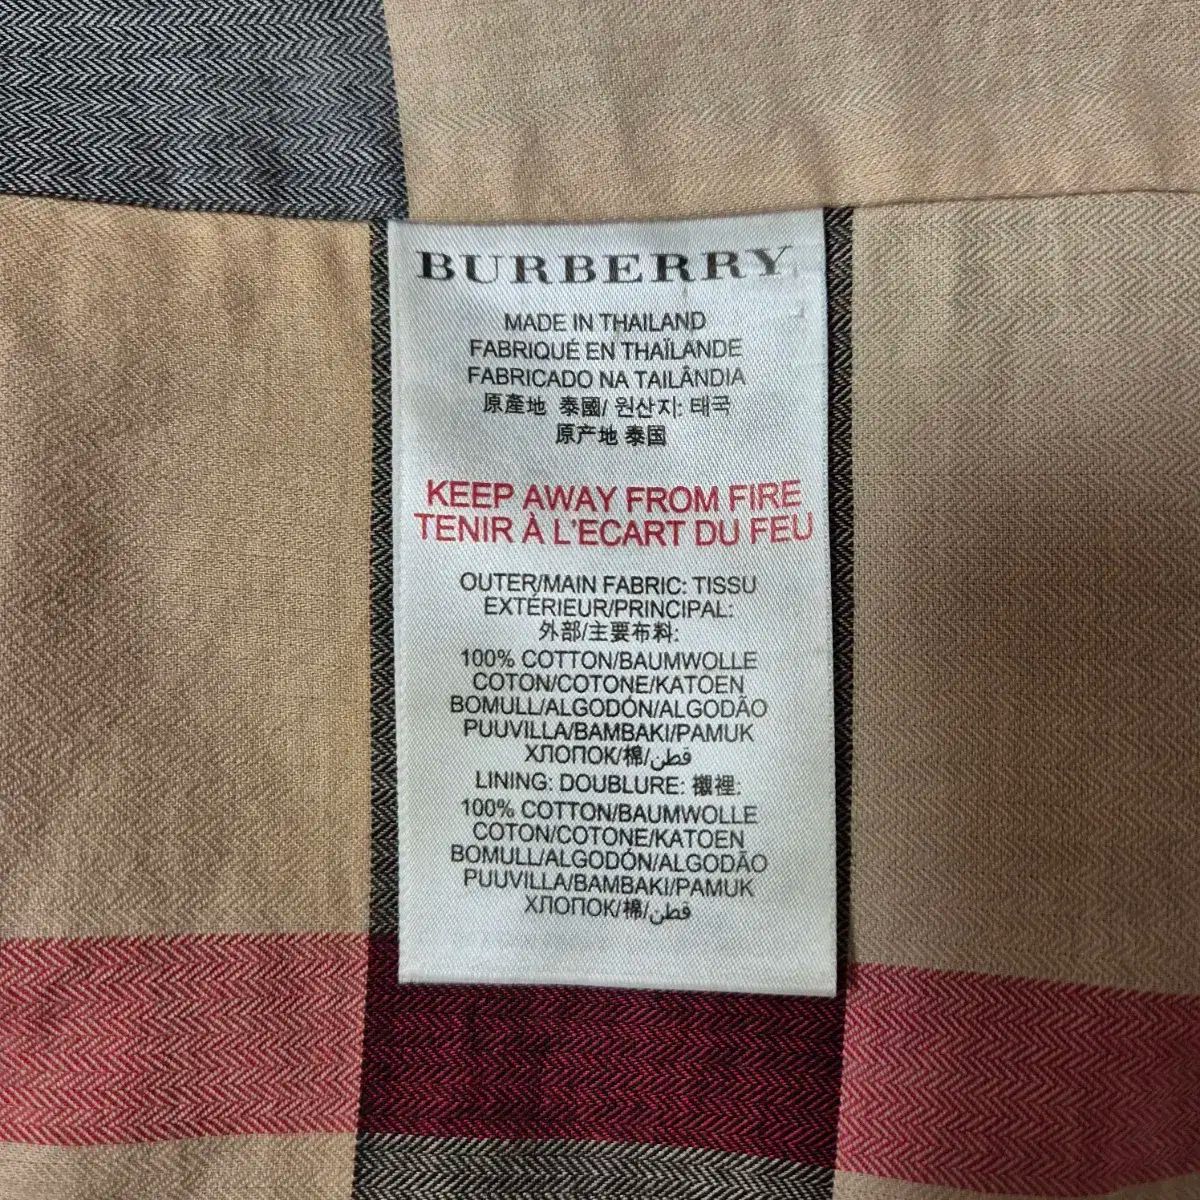 BURBERRY
MADE IN THAILAND
FABRIQUÉ EN THAÏLANDE
FABRICADO NA TAILÂNDIA
原產地 泰國/ 원산지: 태국
原产地 泰国
KEEP AWAY FROM FIRE
TENIR À L'ECART DU FEU
OUTER/MAIN FABRIC: TISSU
EXTÉRIEUR/PRINCIPAL:
外部/主要布料:
100% COTTON/BAUMWOLLE
COTON/COTONE/KATOEN
BOMULL/ALGODÓN/ALGODÃO
PUUVILLA/BAMBAKI/PAMUK
ХЛОПОК/棉/قطن
LINING: DOUBLURE: 襯裡:
100% COTTON/BAUMWOLLE
COTON/COTONE/KATOEN
BOMULL/ALGODÓN/ALGODÃO
PUUVILLA/BAMBAKI/PAMUK
ХЛОПОК/棉/قطن